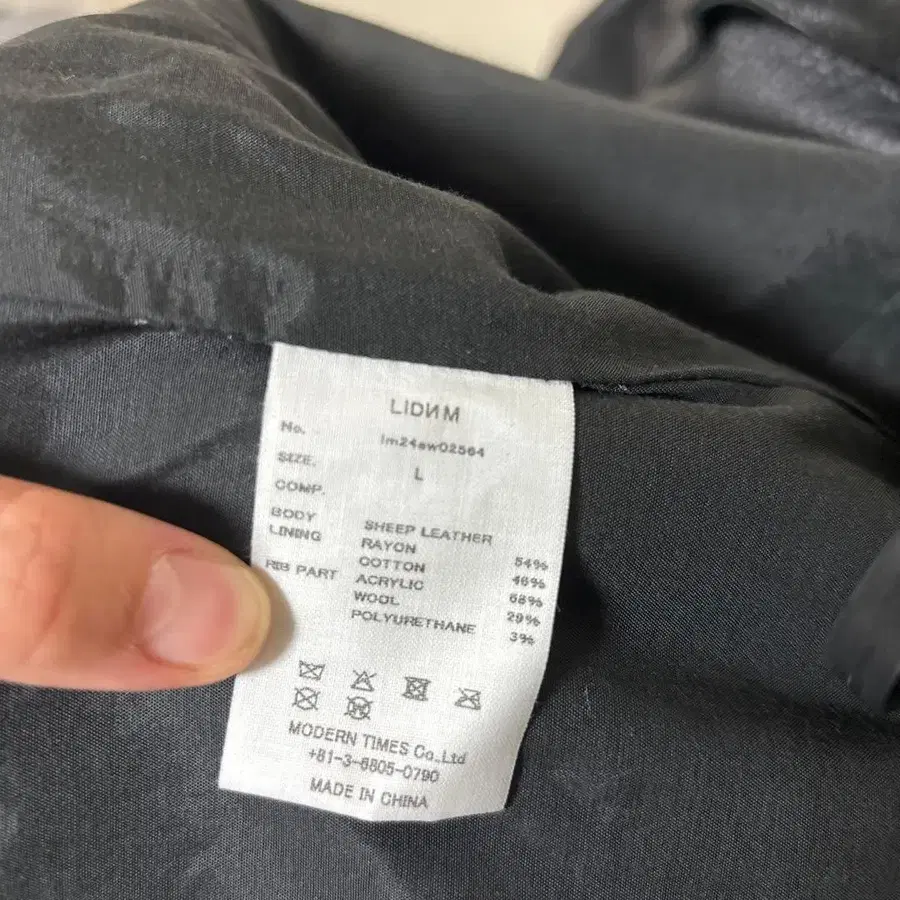 LIDИM
No. lm24aw02564
SIZE. L
COMP.
BODY SHEEP LEATHER
LINING RAYON 54%
COTTON 46%
RIB PART ACRYLIC 68%
WOOL 29%
POLYURETHANE 3%
MODERN TIMES Co.,Ltd
+81-3-6805-0790
MADE IN CHINA